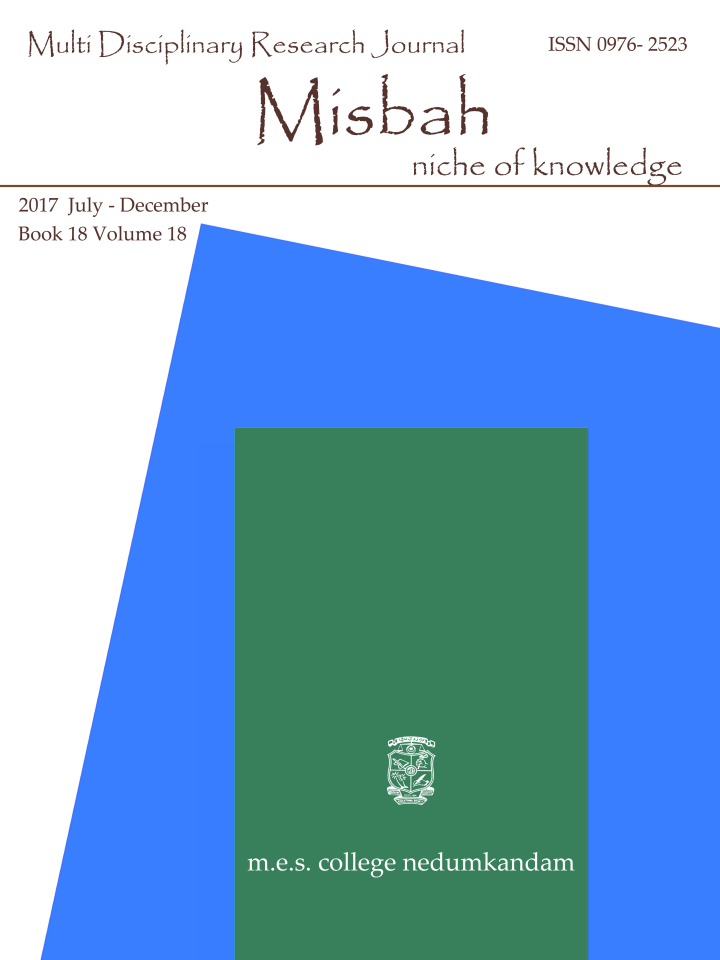 Multi Disciplinary Research Journal
ISSN 0976- 2523
Misbah
niche of knowledge
2017 July - December
Book 18 Volume 18
m.e.s. college nedumkandam